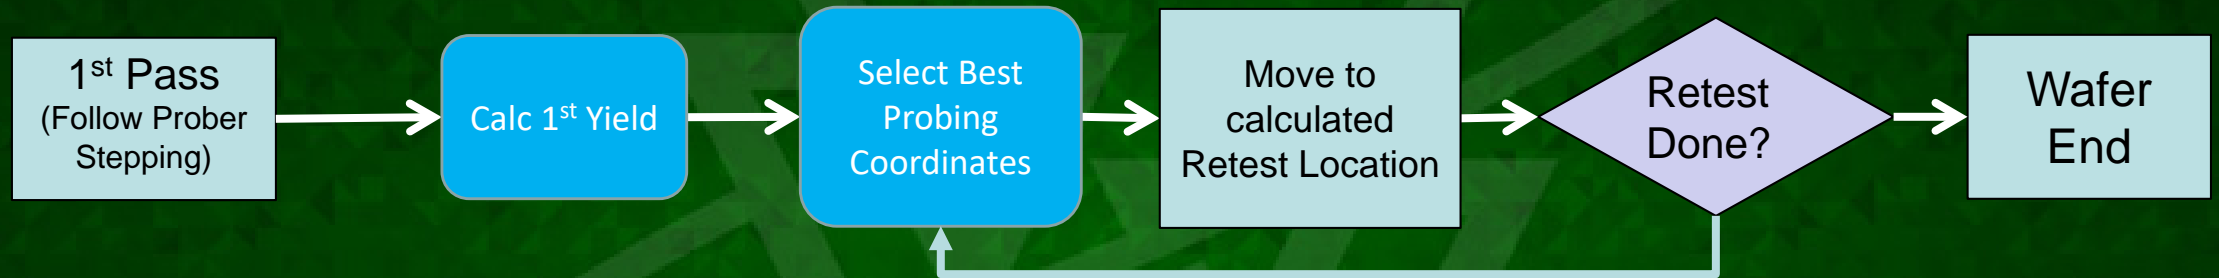 1st Pass
(Follow Prober
Stepping)
Calc 1st Yield
Select Best
Probing
Coordinates
Move to
calculated
Retest Location
Retest
Done?
Wafer
End